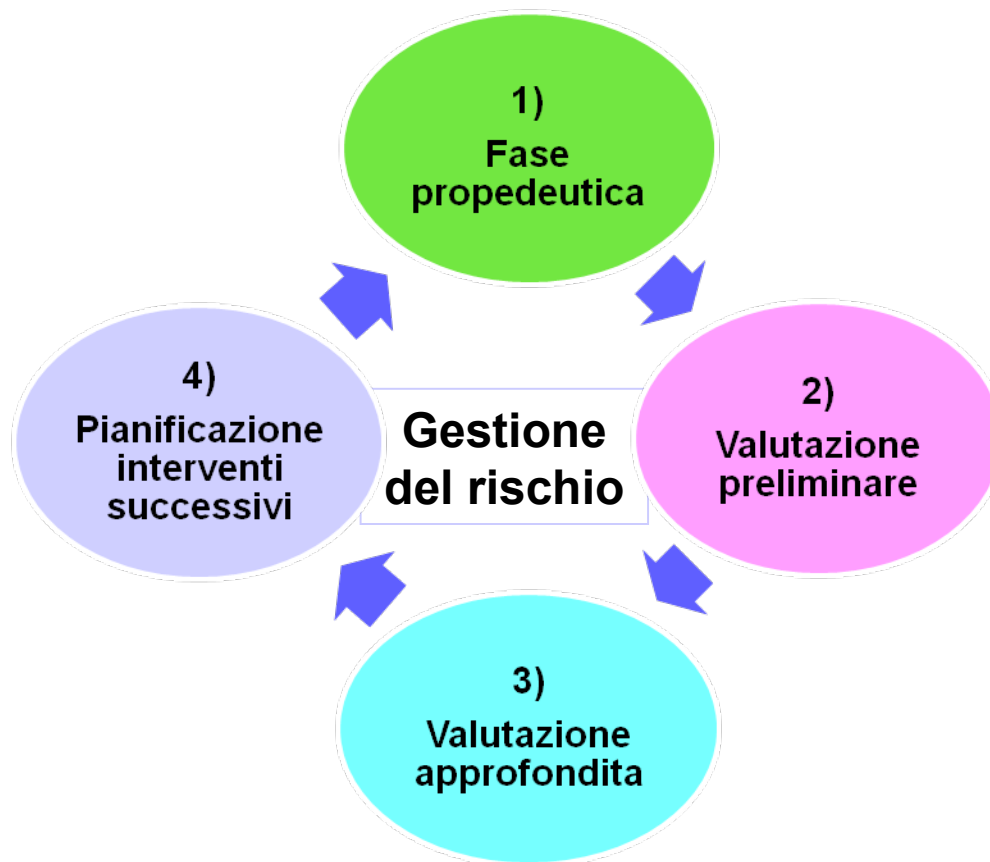 1)
Fase
propedeutica
2)
Valutazione
preliminare
3)
Valutazione
approfondita
4)
Pianificazione
interventi
successivi
Gestione
del rischio